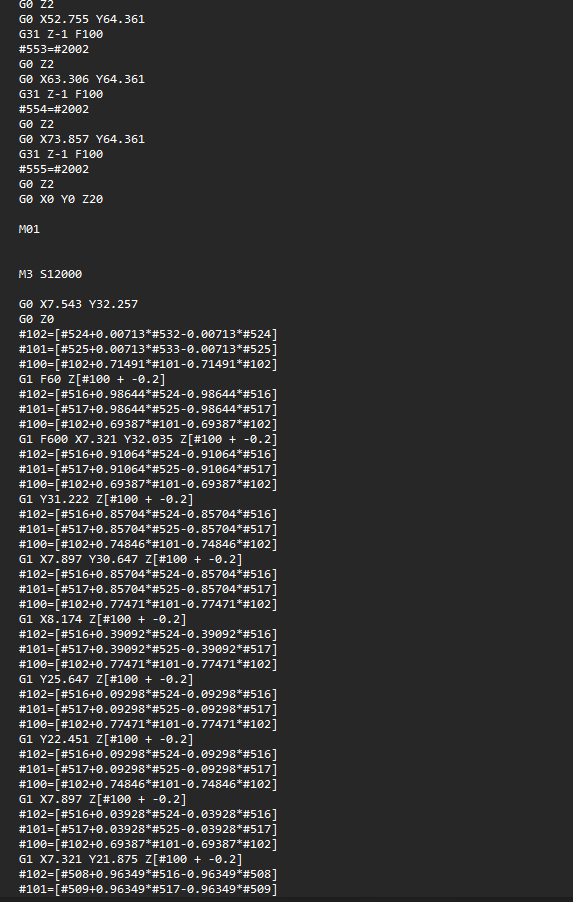 G0 Z2
G0 X52.755 Y64.361
G31 Z-1 F100
#553=#2002
G0 Z2
G0 X63.306 Y64.361
G31 Z-1 F100
#554=#2002
G0 Z2
G0 X73.857 Y64.361
G31 Z-1 F100
#555=#2002
G0 Z2
G0 X0 Y0 Z20
M01
M3 S12000
G0 X7.543 Y32.257
G0 Z0
#102=[#524+0.00713*#532-0.00713*#524]
#101=[#525+0.00713*#533-0.00713*#525]
#100=[#102+0.71491*#101-0.71491*#102]
G1 F60 Z[#100 + -0.2]
#102=[#516+0.98644*#524-0.98644*#516]
#101=[#517+0.98644*#525-0.98644*#517]
#100=[#102+0.69387*#101-0.69387*#102]
G1 F600 X7.321 Y32.035 Z[#100 + -0.2]
#102=[#516+0.91064*#524-0.91064*#516]
#101=[#517+0.91064*#525-0.91064*#517]
#100=[#102+0.69387*#101-0.69387*#102]
G1 Y31.222 Z[#100 + -0.2]
#102=[#516+0.85704*#524-0.85704*#516]
#101=[#517+0.85704*#525-0.85704*#517]
#100=[#102+0.74846*#101-0.74846*#102]
G1 X7.897 Y30.647 Z[#100 + -0.2]
#102=[#516+0.85704*#524-0.85704*#516]
#101=[#517+0.85704*#525-0.85704*#517]
#100=[#102+0.77471*#101-0.77471*#102]
G1 X8.174 Z[#100 + -0.2]
#102=[#516+0.39092*#524-0.39092*#516]
#101=[#517+0.39092*#525-0.39092*#517]
#100=[#102+0.77471*#101-0.77471*#102]
G1 Y25.647 Z[#100 + -0.2]
#102=[#516+0.09298*#524-0.09298*#516]
#101=[#517+0.09298*#525-0.09298*#517]
#100=[#102+0.77471*#101-0.77471*#102]
G1 Y22.451 Z[#100 + -0.2]
#102=[#516+0.09298*#524-0.09298*#516]
#101=[#517+0.09298*#525-0.09298*#517]
#100=[#102+0.74846*#101-0.74846*#102]
G1 X7.897 Z[#100 + -0.2]
#102=[#516+0.03928*#524-0.03928*#516]
#101=[#517+0.03928*#525-0.03928*#517]
#100=[#102+0.69387*#101-0.69387*#102]
G1 X7.321 Y21.875 Z[#100 + -0.2]
#102=[#508+0.96349*#516-0.96349*#508]
#101=[#509+0.96349*#517-0.96349*#509]